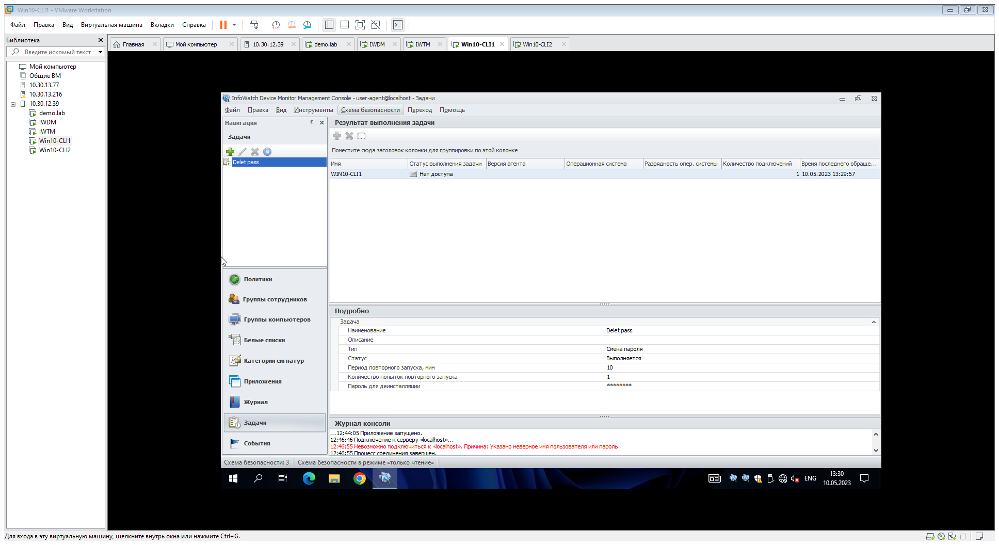 Win10-CLI1 - VMware Workstation
Файл Правка Вид Виртуальная машина Вкладки Справка
Библиотека
Введите искомый текст
Мой компьютер
Общие ВМ
10.30.13.77
10.30.13.216
10.30.12.39
demo.lab
IWDM
IWTM
Win10-CLI1
Win10-CLI2
Главная Мой компьютер 10.30.12.39 demo.lab IWDM IWTM Win10-CLI1 Win10-CLI2
InfoWatch Device Monitor Management Console - user-agent@localhost - Задачи
Файл Правка Вид Инструменты Схема безопасности Переход Помощь
Навигация
Задачи
Delet pass
Политики
Группы сотрудников
Группы компьютеров
Белые списки
Категории сигнатур
Приложения
Журнал
Задачи
События
Результат выполнения задачи
Поместите сюда заголовок колонки для группировки по этой колонке
Имя Статус выполнения задачи Версия агента Операционная система Разрядность опер. системы Количество подключений Время последнего обраще...
WIN10-CLI1 Нет доступа 1 10.05.2023 13:29:57
Подробно
Задача
Наименование Delet pass
Описание
Тип Смена пароля
Статус Выполняется
Период повторного запуска, мин 10
Количество попыток повторного запуска 1
Пароль для деинсталляции ********
Журнал консоли
...12:44:05 Приложение запущено.
12:46:46 Подключение к серверу «localhost»...
12:46:55 Невозможно подключиться к «localhost». Причина: Указано неверное имя пользователя или пароль.
12:46:55 Процесс соединения завершен.
Схема безопасности: 3 Схема безопасности в режиме «только чтение»
ENG 13:30
10.05.2023
Для входа в эту виртуальную машину, щелкните внутрь окна или нажмите Ctrl+G.